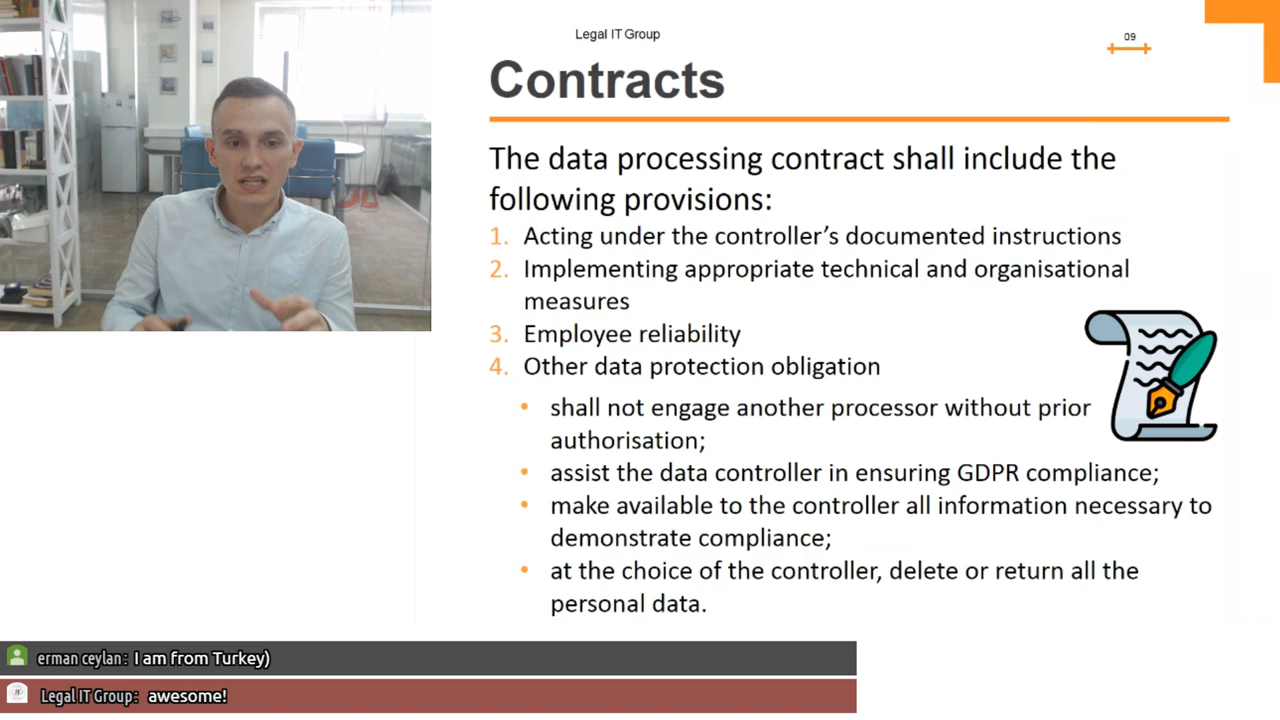 Legal IT Group
09
Contracts
The data processing contract shall include the
following provisions:
1. Acting under the controller’s documented instructions
2. Implementing appropriate technical and organisational
measures
3. Employee reliability
4. Other data protection obligation
• shall not engage another processor without prior
authorisation;
• assist the data controller in ensuring GDPR compliance;
• make available to the controller all information necessary to
demonstrate compliance;
• at the choice of the controller, delete or return all the
personal data.
erman ceylan: I am from Turkey)
Legal IT Group: awesome!